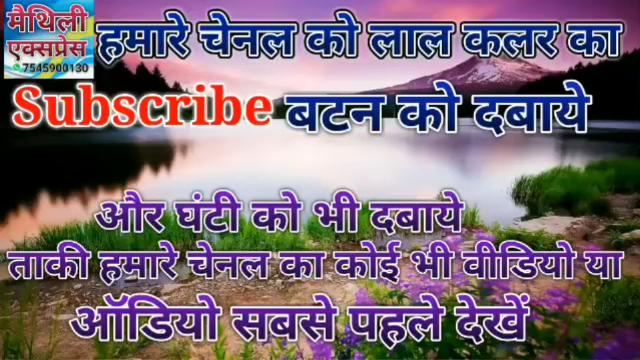 मैथिली
एक्सप्रेस
7545900130
हमारे चेनल को लाल कलर का
Subscribe बटन को दबाये
और घंटी को भी दबाये
ताकी हमारे चेनल का कोई भी वीडियो या
ऑडियो सबसे पहले देखें